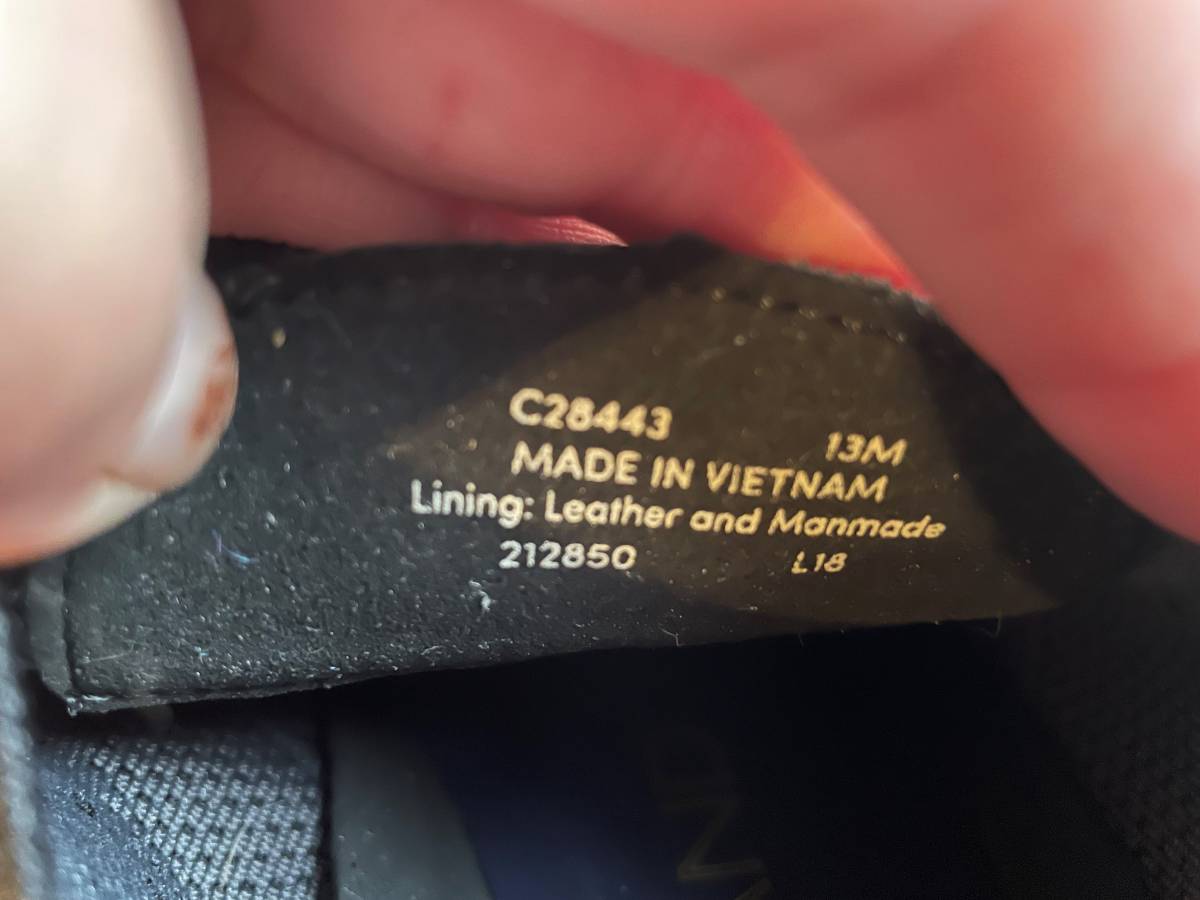 C28443 13M
MADE IN VIETNAM
Lining: Leather and Manmade
212850 L18